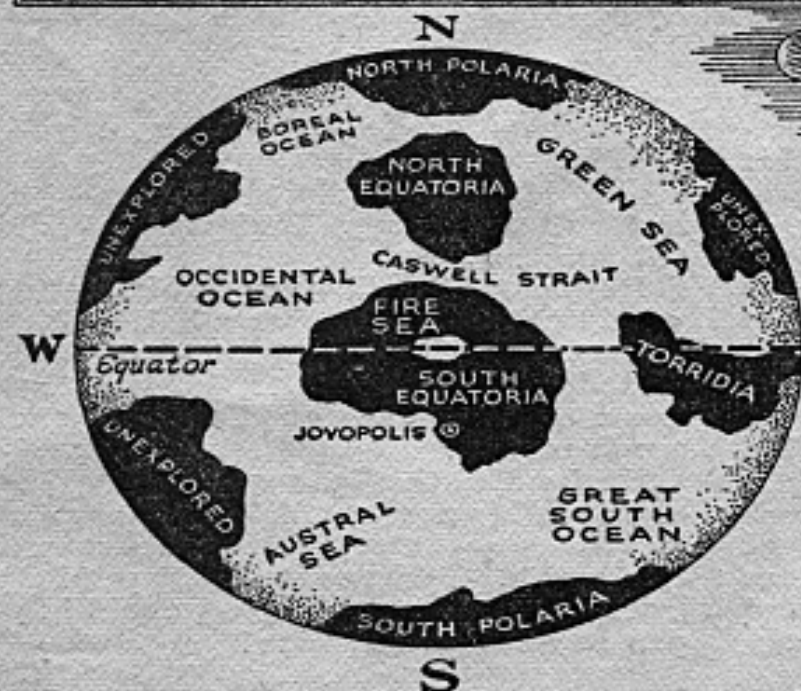 N
NORTH POLARIA
BOREAL
OCEAN
UNEXPLORED
NORTH
EQUATORIA
GREEN SEA
UNEX-
PLORED
OCCIDENTAL
OCEAN
CASWELL STRAIT
FIRE
SEA
W
Equator
SOUTH
EQUATORIA
TORRIDIA
JOVOPOLIS
UNEXPLORED
AUSTRAL
SEA
GREAT
SOUTH
OCEAN
SOUTH POLARIA
S